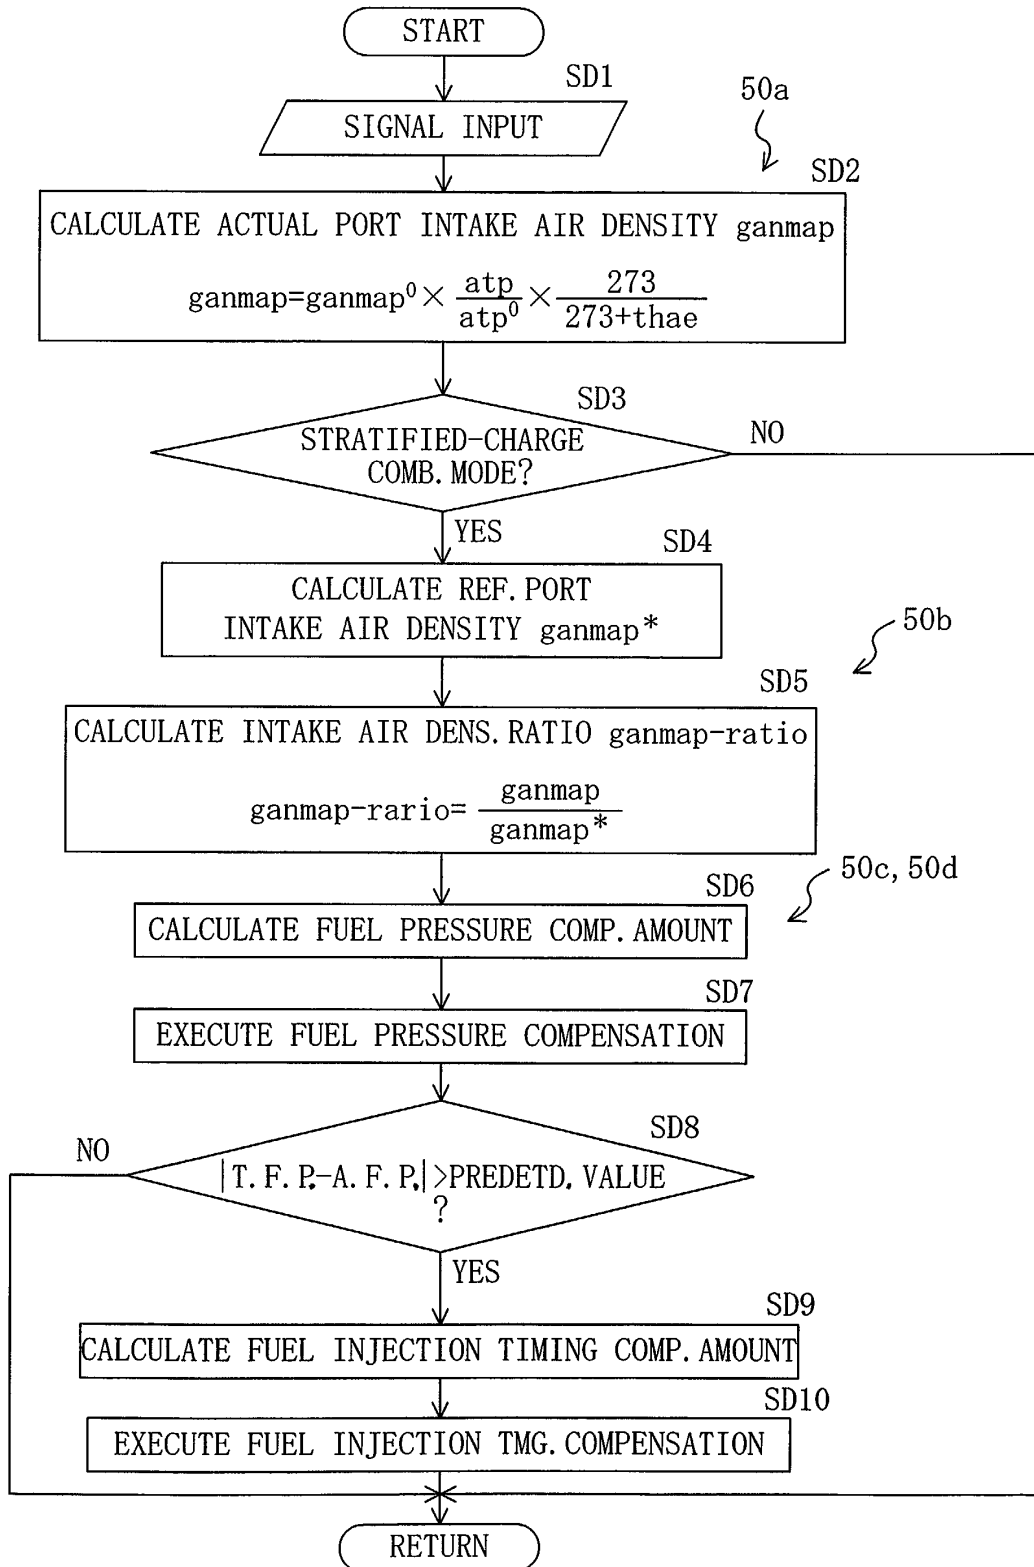 START
SD1
SIGNAL INPUT
50a
SD2
CALCULATE ACTUAL PORT INTAKE AIR DENSITY ganmap
ganmap=ganmap⁰ × atp/atp⁰ × 273/273+thae
SD3
STRATIFIED-CHARGE
COMB.MODE?
NO
YES
SD4
CALCULATE REF.PORT
INTAKE AIR DENSITY ganmap*
50b
SD5
CALCULATE INTAKE AIR DENS.RATIO ganmap-ratio
ganmap-rario= ganmap/ganmap*
50c, 50d
SD6
CALCULATE FUEL PRESSURE COMP.AMOUNT
SD7
EXECUTE FUEL PRESSURE COMPENSATION
SD8
NO
|T.F.P.-A.F.P.|>PREDETD.VALUE
?
YES
SD9
CALCULATE FUEL INJECTION TIMING COMP.AMOUNT
SD10
EXECUTE FUEL INJECTION TMG.COMPENSATION
RETURN